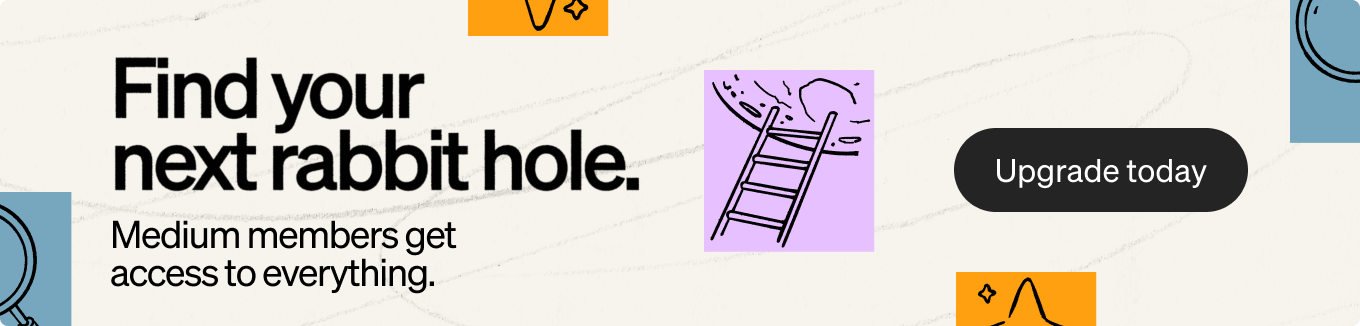 Find your
next rabbit hole.
Medium members get
access to everything.
Upgrade today